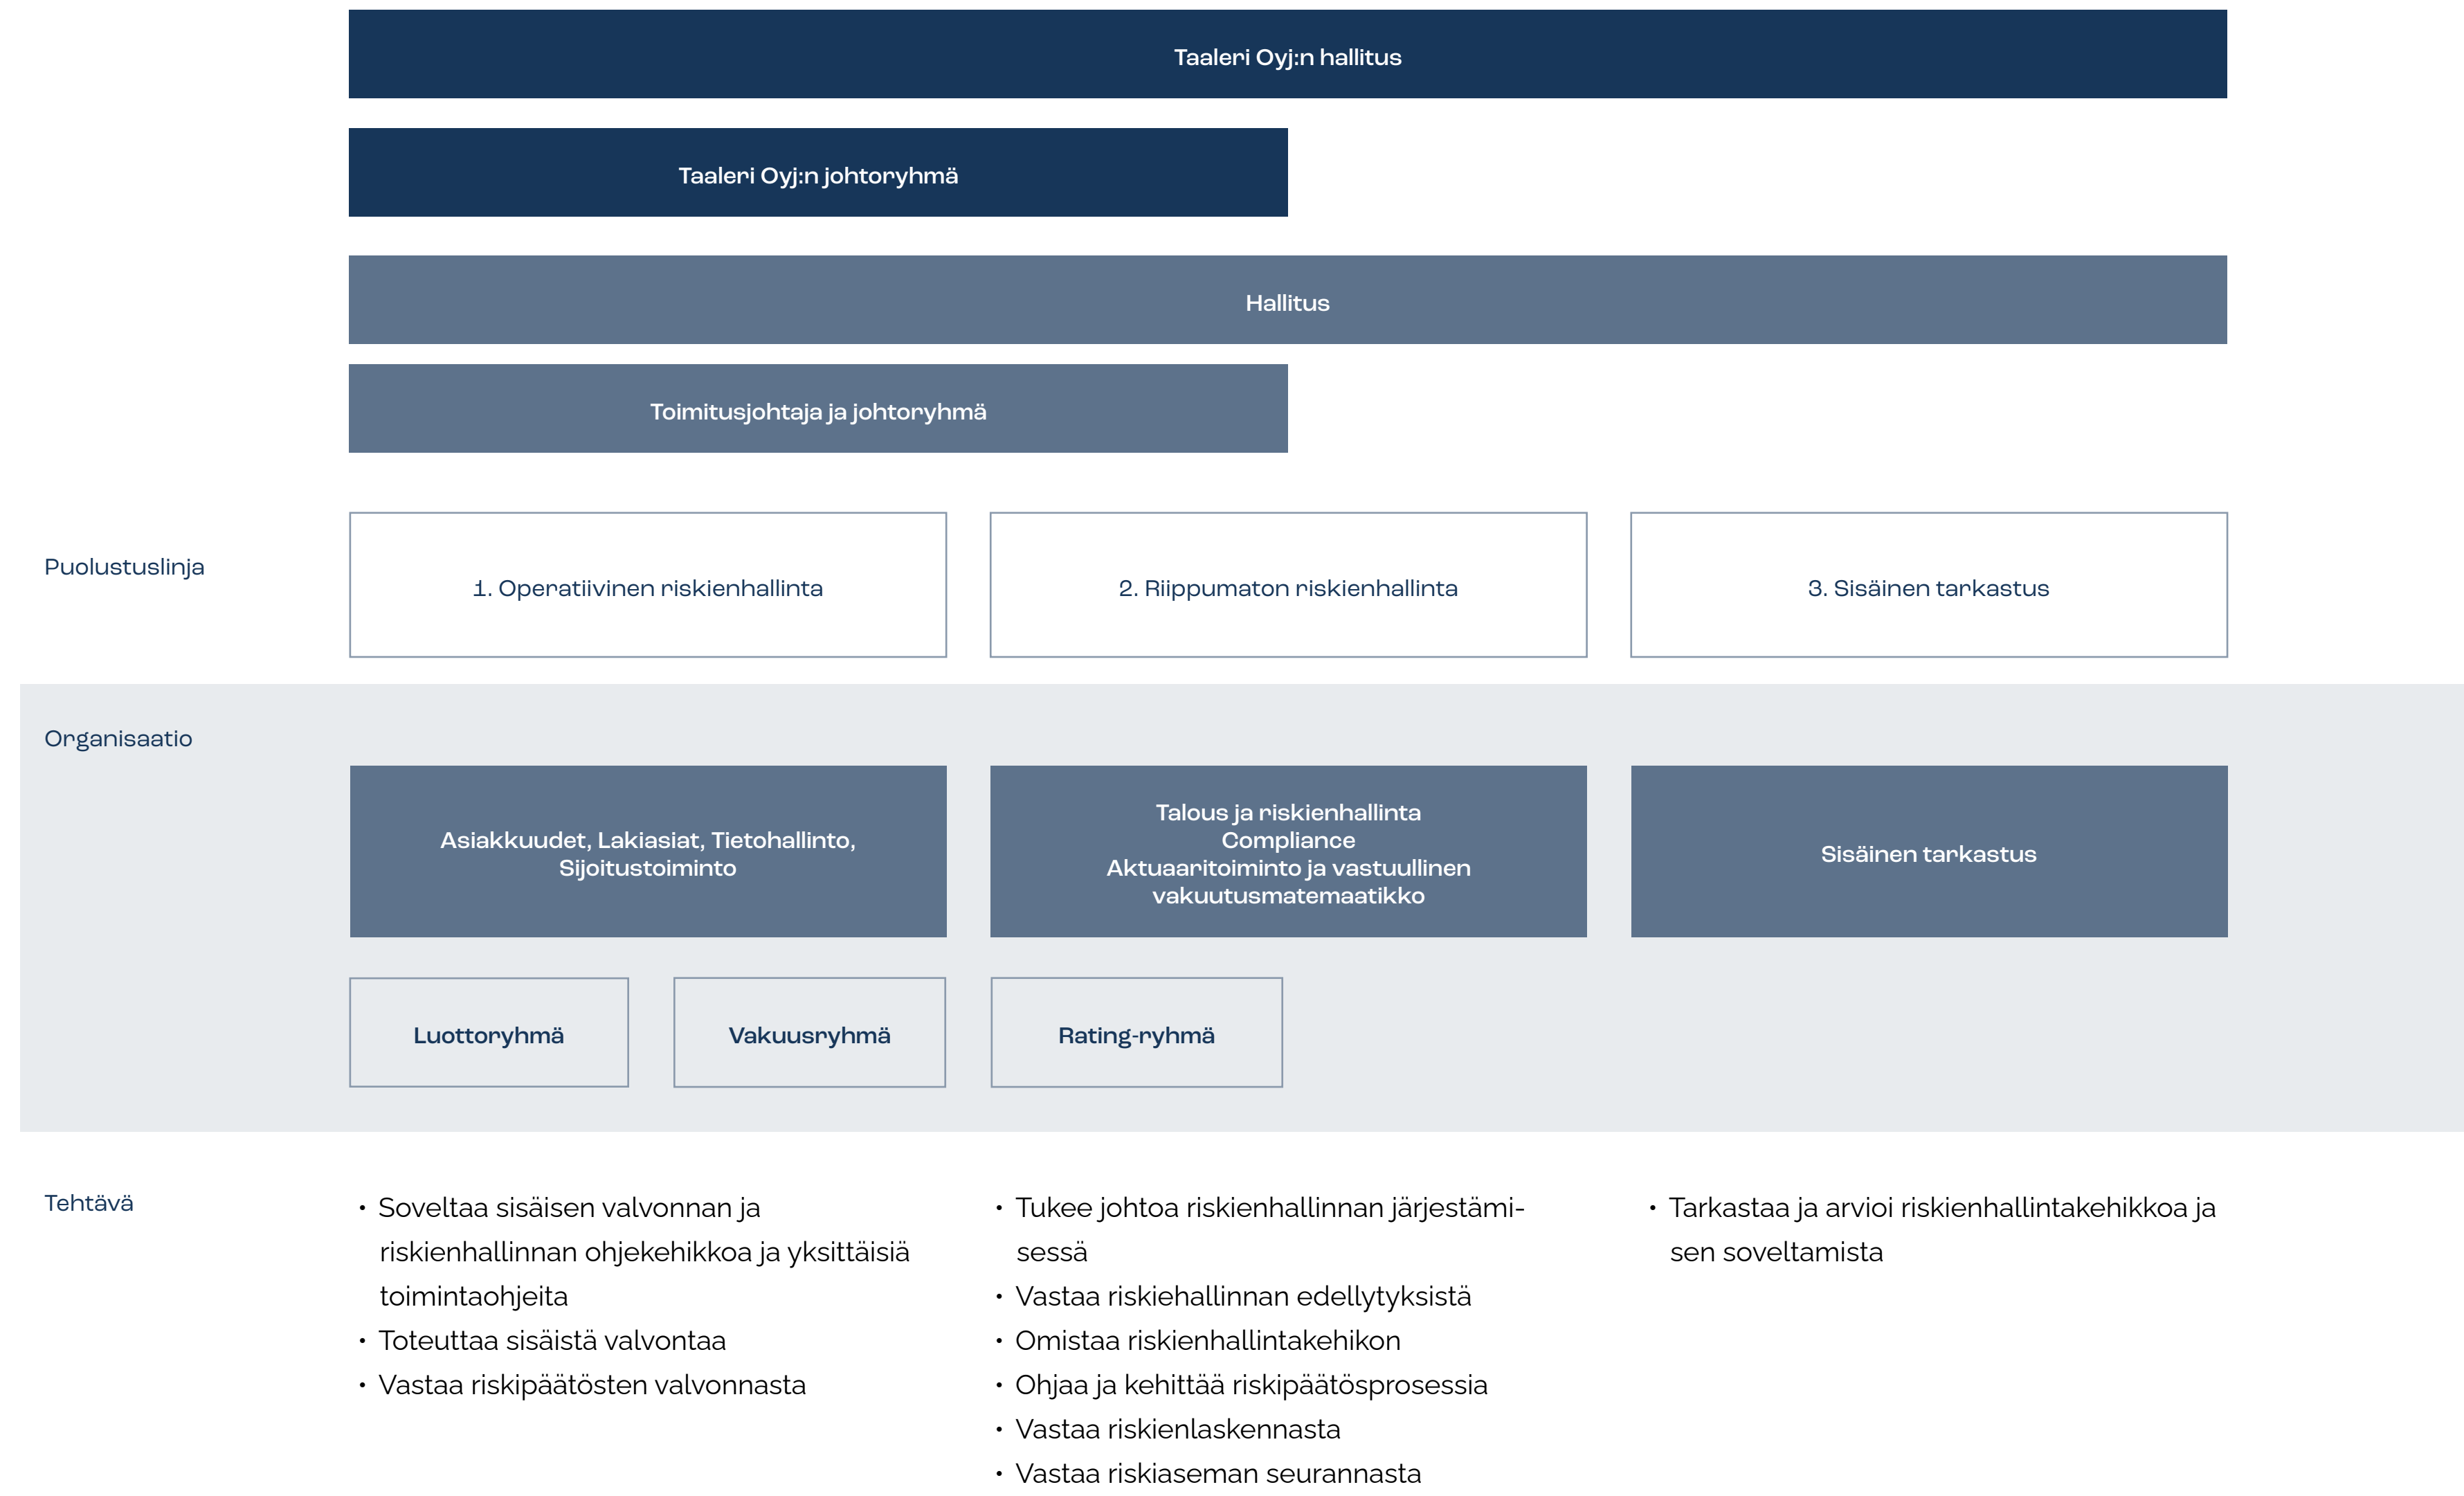 Taaleri Oyj:n hallitus
Taaleri Oyj:n johtoryhmä
Hallitus
Toimitusjohtaja ja johtoryhmä
Puolustuslinja
1. Operatiivinen riskienhallinta
2. Riippumaton riskienhallinta
3. Sisäinen tarkastus
Organisaatio
Asiakkuudet, Lakiasiat, Tietohallinto,
Sijoitustoiminto
Talous ja riskienhallinta
Compliance
Aktuaaritoiminto ja vastuullinen
vakuutusmatemaatikko
Sisäinen tarkastus
Luottoryhmä
Vakuusryhmä
Rating-ryhmä
Tehtävä
• Soveltaa sisäisen valvonnan ja
riskienhallinnan ohjekehikkoa ja yksittäisiä
toimintaohjeita
• Toteuttaa sisäistä valvontaa
• Vastaa riskipäätösten valvonnasta
• Tukee johtoa riskienhallinnan järjestämi-
sessä
• Vastaa riskiehallinnan edellytyksistä
• Omistaa riskienhallintakehikon
• Ohjaa ja kehittää riskipäätösprosessia
• Vastaa riskienlaskennasta
• Vastaa riskiaseman seurannasta
• Tarkastaa ja arvioi riskienhallintakehikkoa ja
sen soveltamista